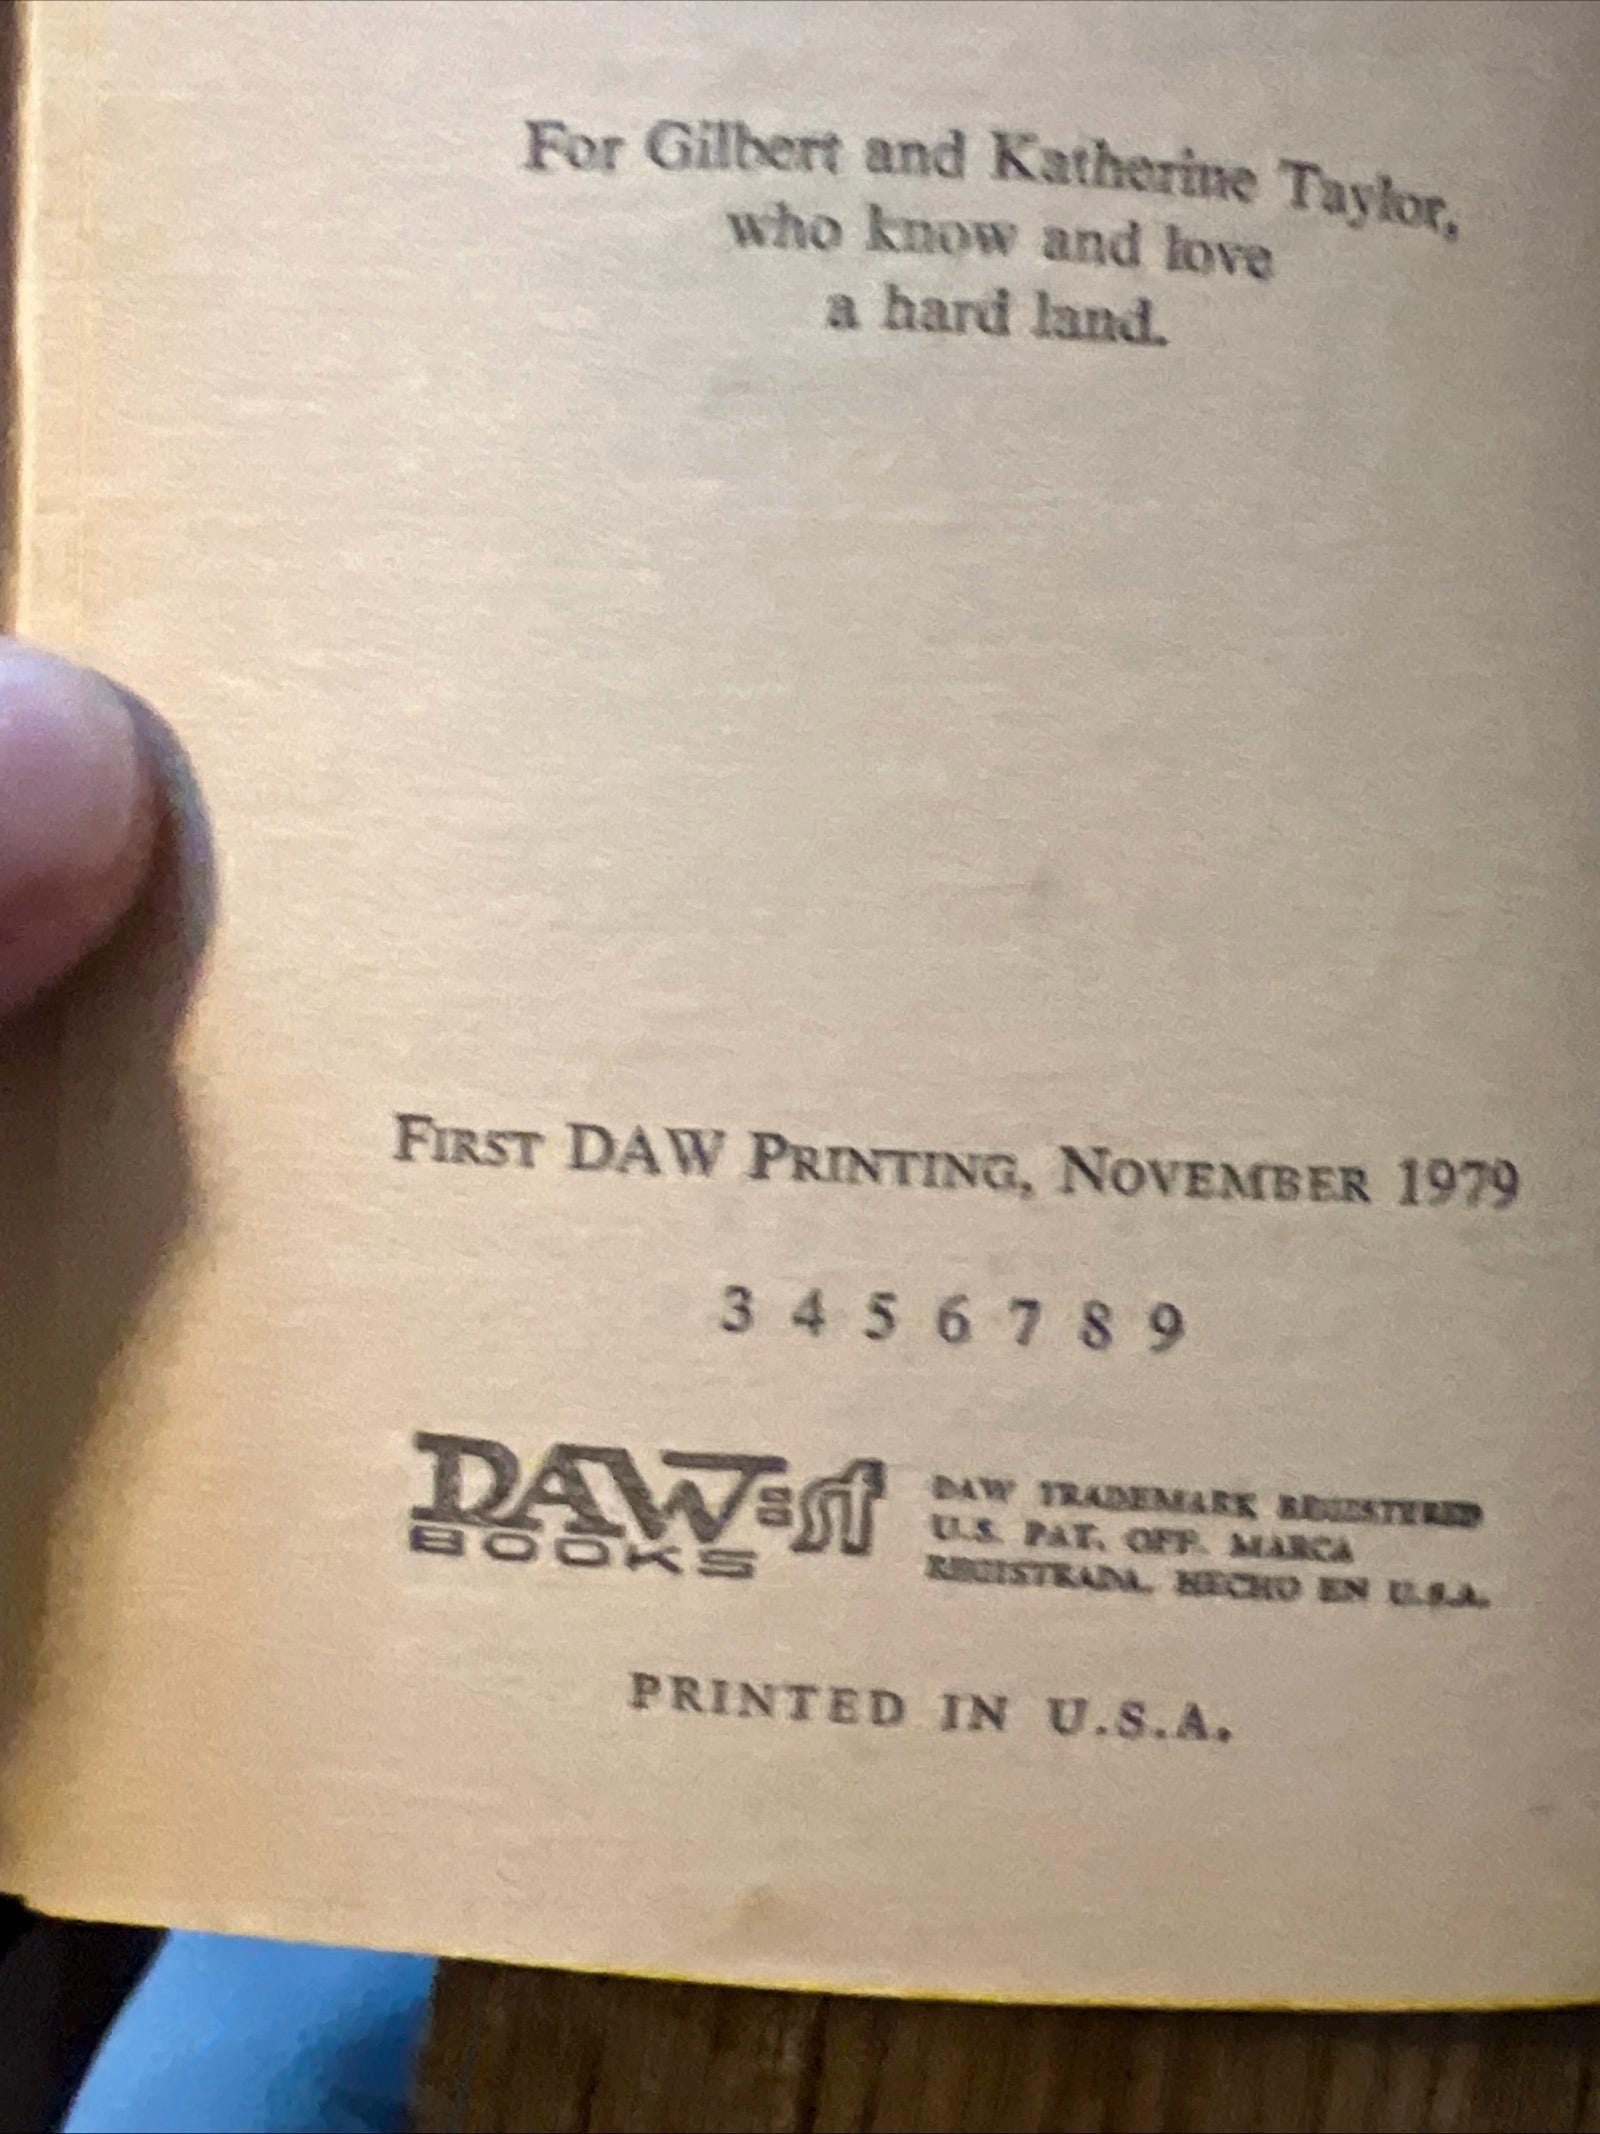 For Gilbert and Katherine Taylor,
who know and love
a hard land.
FIRST DAW PRINTING, NOVEMBER 1979
3 4 5 6 7 8 9
DAW sf
BOOKS
DAW TRADEMARK REGISTERED
U.S. PAT. OFF. MARCA
REGISTRADA. HECHO EN U.S.A.
PRINTED IN U.S.A.